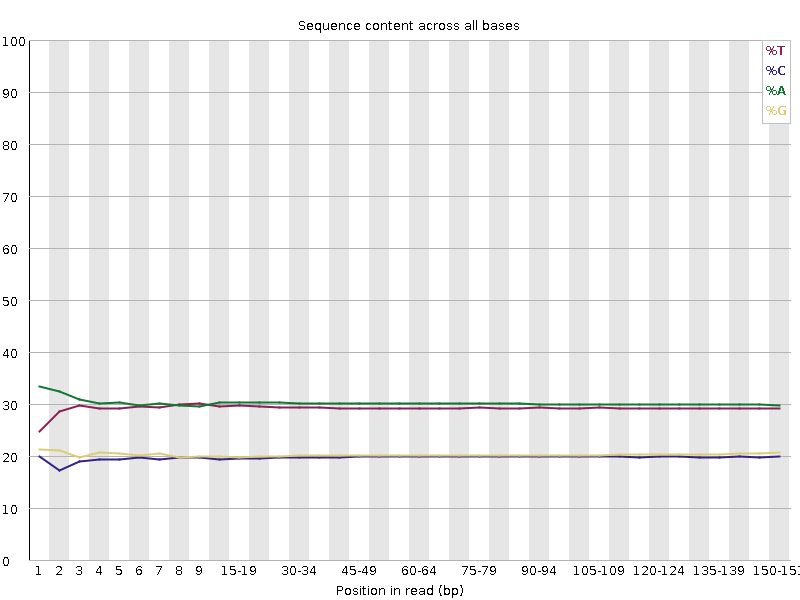 Sequence content across all bases
100
90
80
70
60
50
40
30
20
10
0
%T
%C
%A
%G
1 2 3 4 5 6 7 8 9 15-19 30-34 45-49 60-64 75-79 90-94 105-109 120-124 135-139 150-15
Position in read (bp)